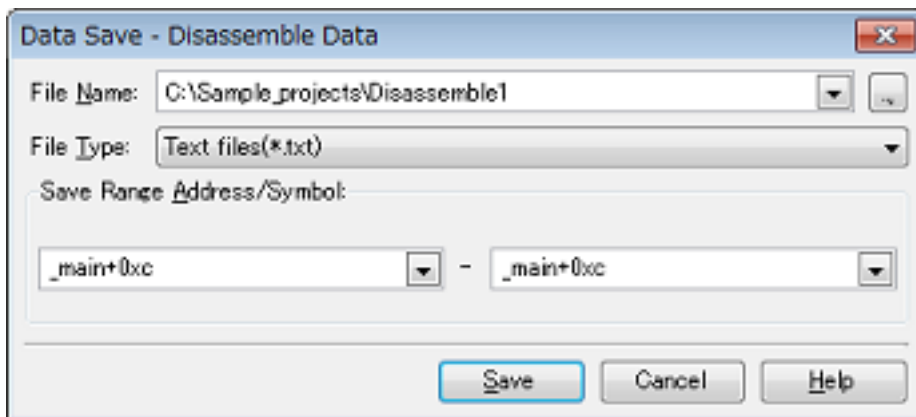 Data Save - Disassemble Data
File Name: C:\Sample_projects\Disassemble1 ...
File Type: Text files(*.txt)
Save Range Address/Symbol:
_main+0xc - _main+0xc
Save Cancel Help